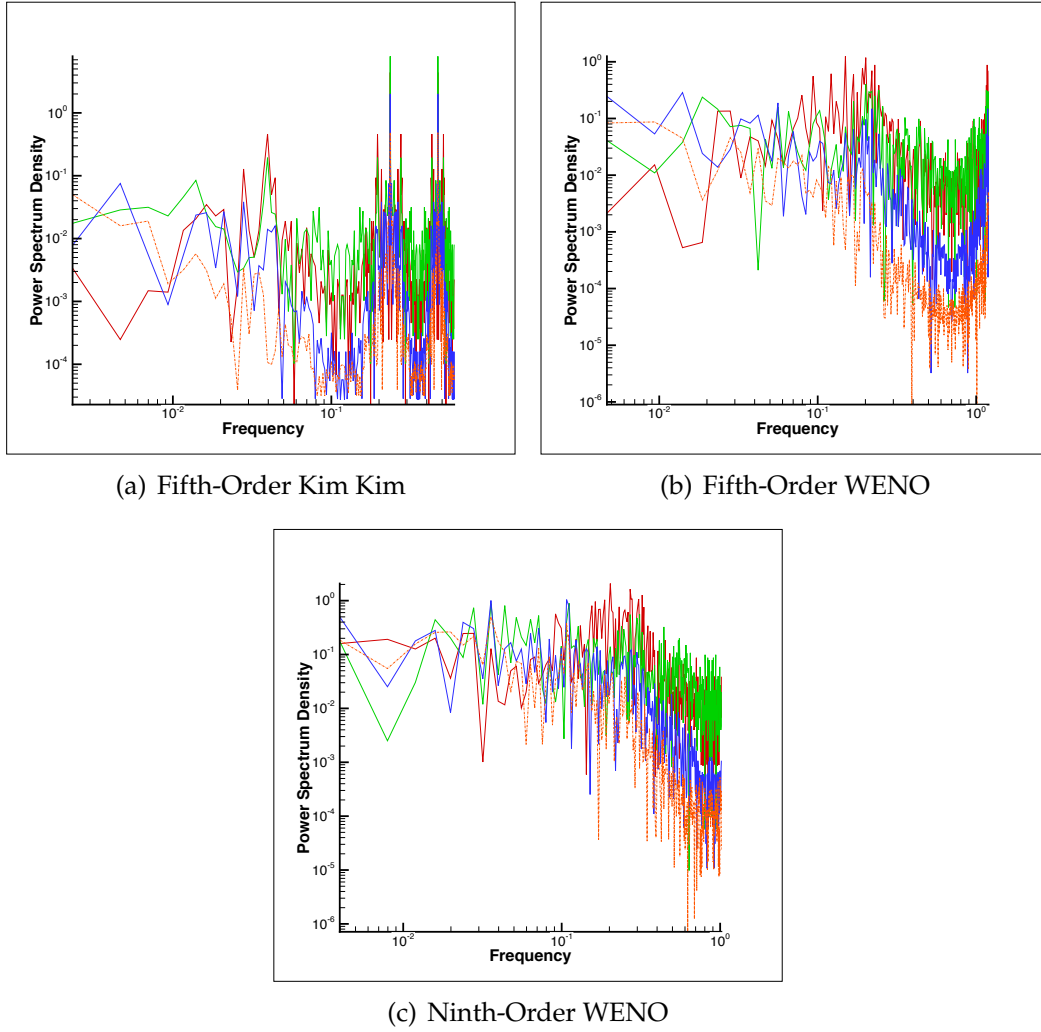 Power Spectrum Density
10⁰
10⁻¹
10⁻²
10⁻³
10⁻⁴
10⁻² 10⁻¹
Frequency
(a) Fifth-Order Kim Kim
Power Spectrum Density
10⁰
10⁻¹
10⁻²
10⁻³
10⁻⁴
10⁻⁵
10⁻⁶
10⁻² 10⁻¹ 10⁰
Frequency
(b) Fifth-Order WENO
Power Spectrum Density
10⁰
10⁻¹
10⁻²
10⁻³
10⁻⁴
10⁻⁵
10⁻⁶
10⁻² 10⁻¹ 10⁰
Frequency
(c) Ninth-Order WENO